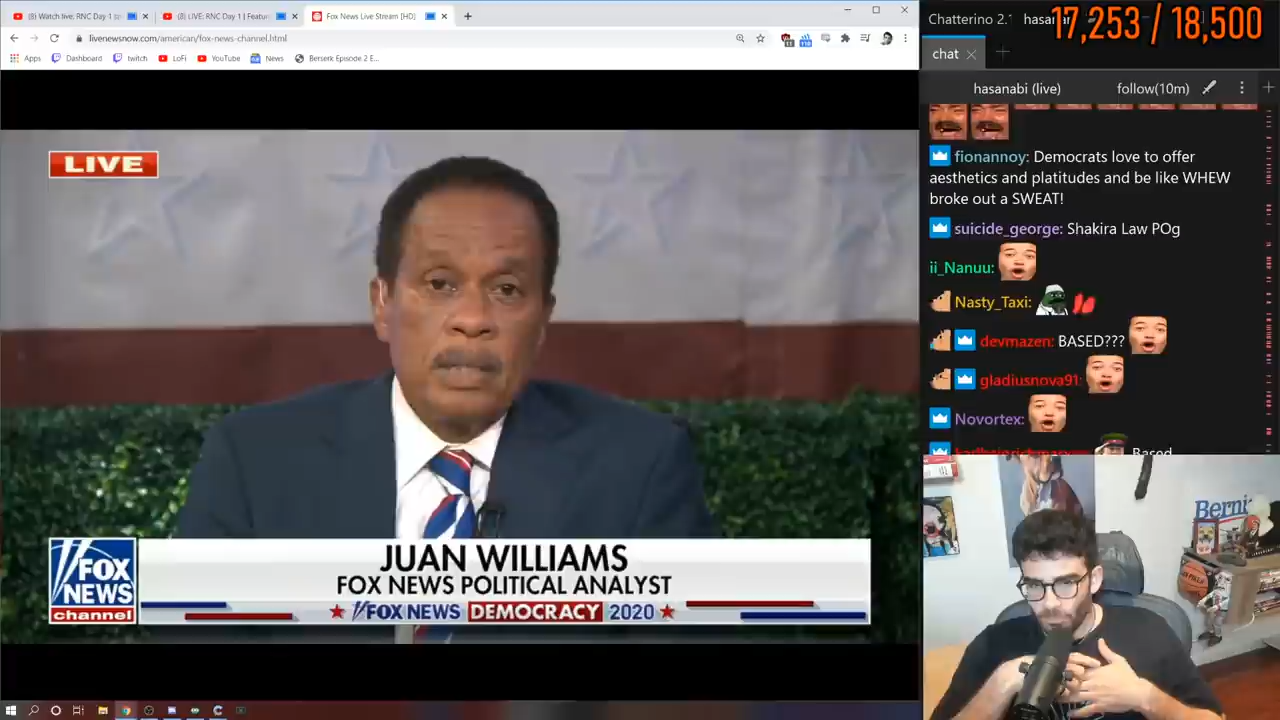 (8) Watch live: RNC Day 1 s
(8) LIVE: RNC Day 1 | Featur
Fox News Live Stream [HD]
Chatterino 2.
17,253 / 18,500
livenewsnow.com/american/fox-news-channel.html
chat
Apps
Dashboard
twitch
LoFi
YouTube
News
Berserk Episode 2 E...
hasanabi (live)
follow(10m)
fionannoy: Democrats love to offer
aesthetics and platitudes and be like WHEW
broke out a SWEAT!
suicide_george: Shakira Law POg
ii_Nanuu:
Nasty_Taxi:
devmazen: BASED???
gladiusnova91:
Novortex:
Based
LIVE
Berni
JUAN WILLIAMS
FOX NEWS POLITICAL ANALYST
FOX NEWS DEMOCRACY 2020
FOX
NEWS
channel